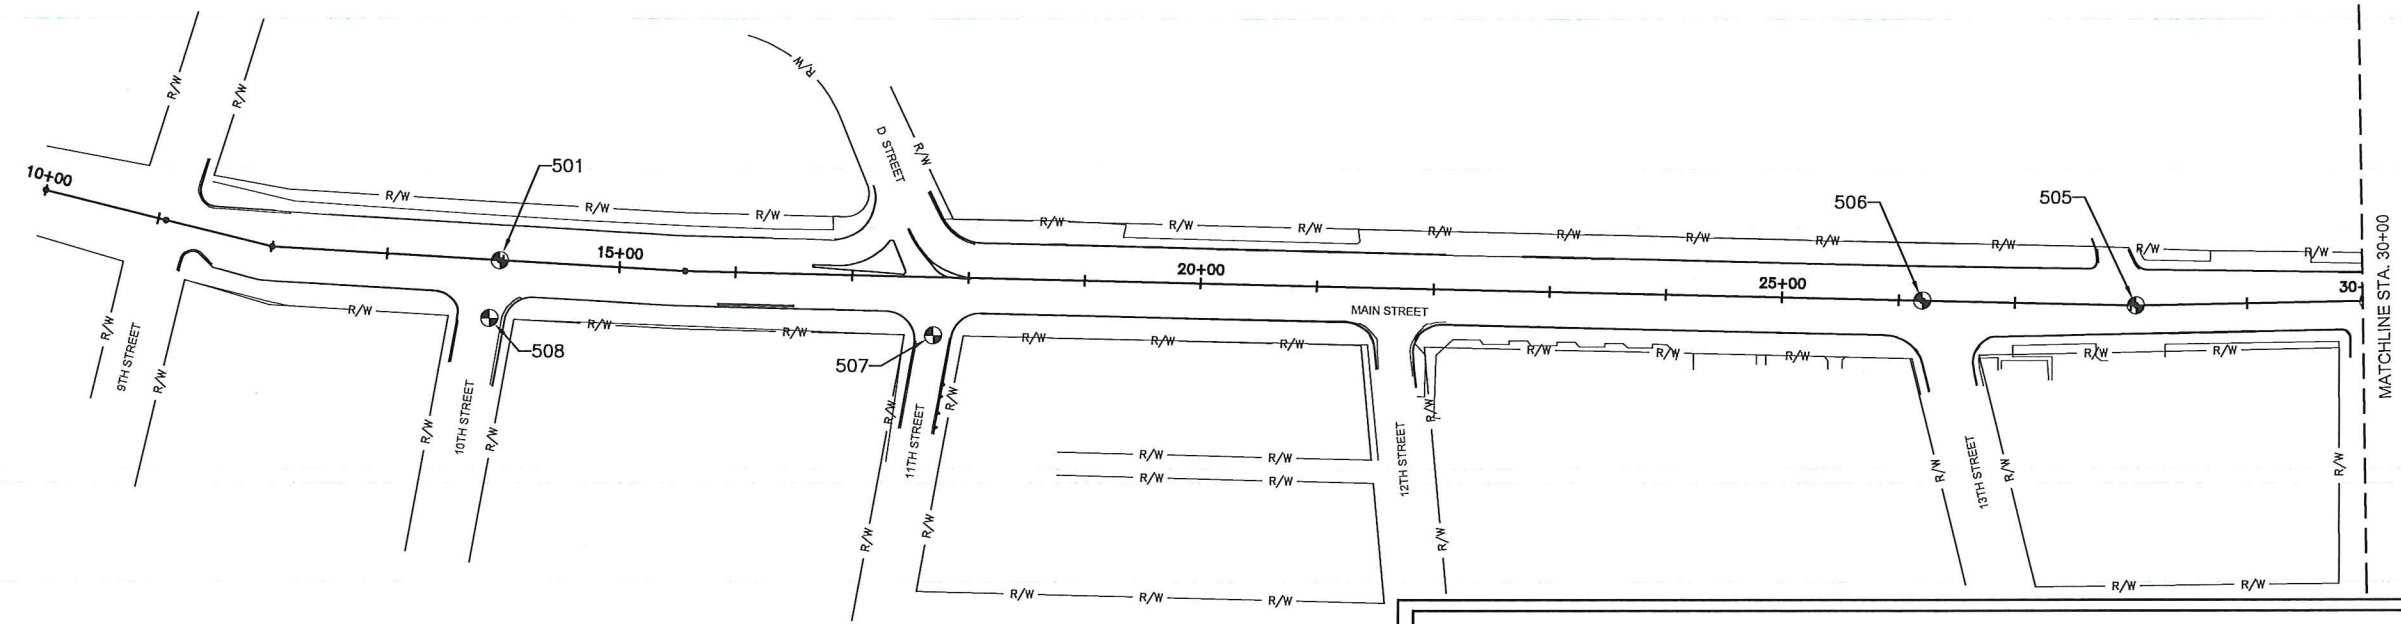 R/W
R/W
R/W
D STREET
R/W
10+00
501
R/W
R/W
R/W
15+00
506
505
R/W
R/W
R/W
R/W
R/W
R/W
R/W
R/W
R/W
R/W
20+00
25+00
30+
MATCHLINE STA. 30+00
MAIN STREET
R/W
9TH STREET
R/W
R/W
508
R/W
R/W
507
R/W
R/W
R/W
R/W
R/W
R/W
R/W
R/W
R/W
10TH STREET
R/W
R/W
R/W
11TH STREET
R/W
R/W
R/W
R/W
R/W
R/W
R/W
12TH STREET
R/W
R/W
R/W
13TH STREET
R/W
R/W
R/W
R/W
R/W
R/W
R/W